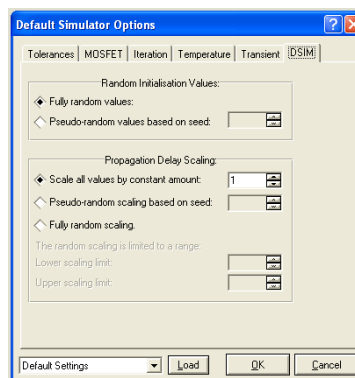 Default Simulator Options
Tolerances MOSFET Iteration Temperature Transient DSIM
Random Initialisation Values:
Fully random values:
Pseudo-random values based on seed:
Propagation Delay Scaling:
Scale all values by constant amount: 1
Pseudo-random scaling based on seed:
Fully random scaling.
The random scaling is limited to a range:
Lower scaling limit:
Upper scaling limit:
Default Settings Load OK Cancel